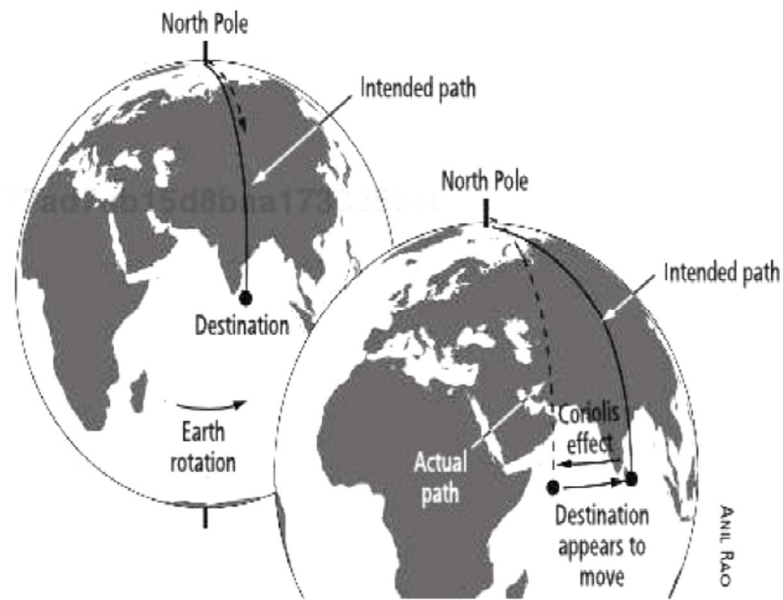 North Pole
Intended path
Destination
Earth
rotation
North Pole
Intended path
Coriolis
effect
Actual
path
Destination
appears to
move
ANIL RAO